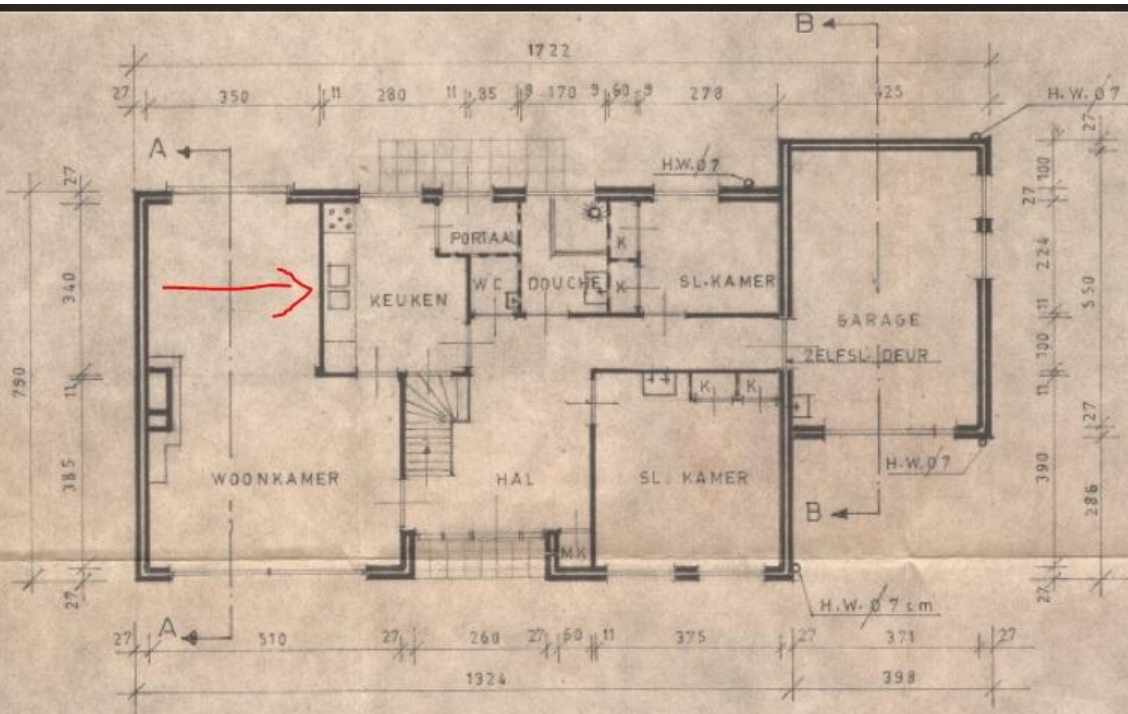 B
1722
27 350 11 280 11 85 9 170 9 60 9 278 425
H.W. Ø 7
27
A
H.W. Ø 7
27
100
27
PORTAAL
K
340
WC DOUCHE K SL-KAMER
224
550
KEUKEN
11
GARAGE
100
ZELFSL. DEUR
790
11
K K
11
27
385
WOONKAMER
HAL
SL. KAMER
H.W. Ø 7
390
286
B
MK
27
27
H.W. Ø 7 cm
A
27 510 27 260 27 60 11 375 27 371 27
1324
398